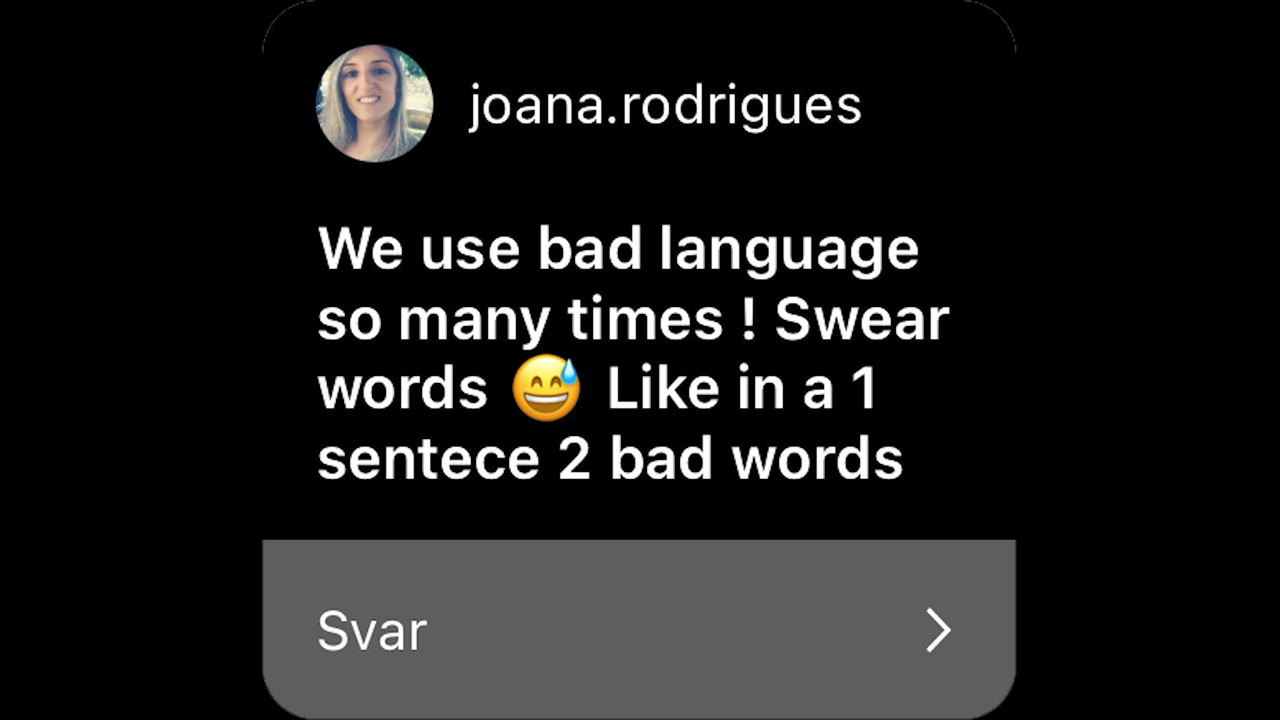 joana.rodrigues
We use bad language
so many times ! Swear
words 😅 Like in a 1
sentece 2 bad words
Svar